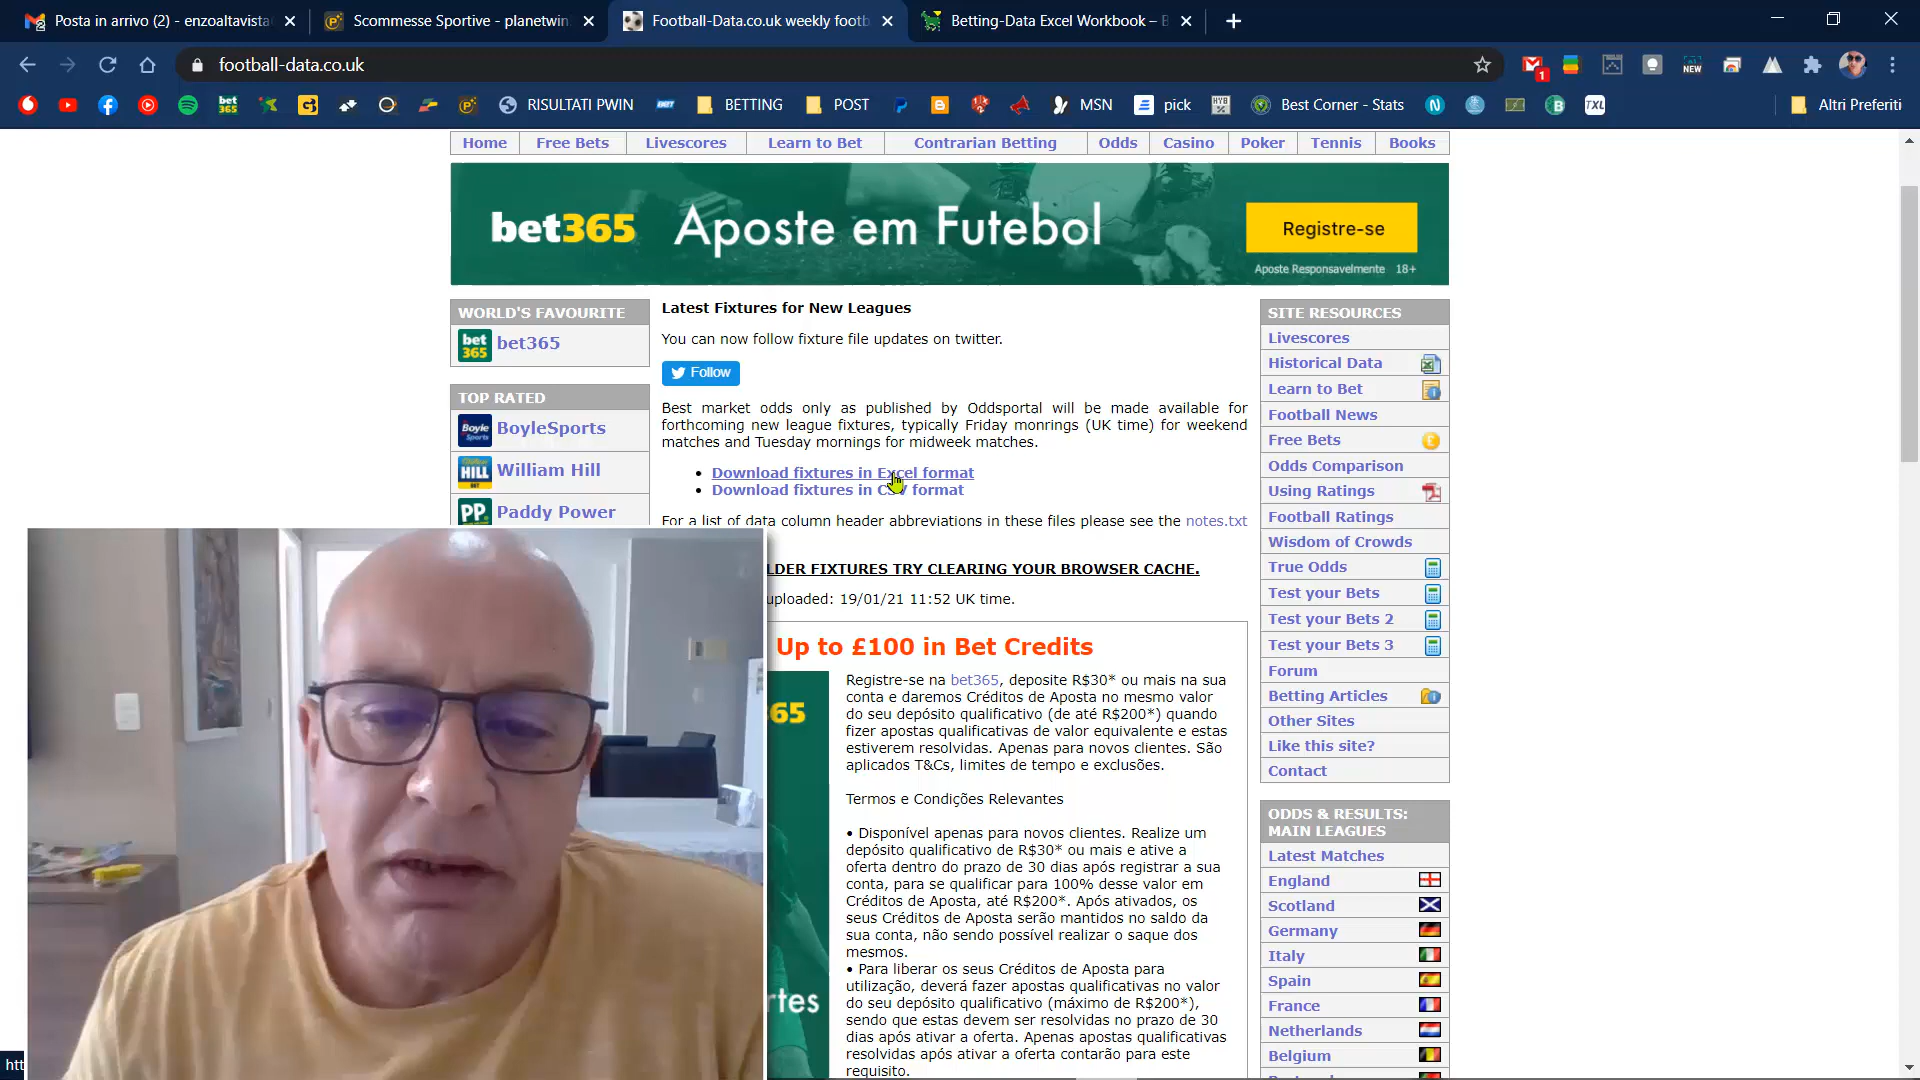 Posta in arrivo (2) - enzoaltavista
Scommesse Sportive - planetwin
Football-Data.co.uk weekly footb
Betting-Data Excel Workbook – B
football-data.co.uk
1
NEW
bet365
RISULTATI PWIN
BETTING
POST
MSN
pick
HYB
Best Corner - Stats
TXL
Altri Preferiti
Home
Free Bets
Livescores
Learn to Bet
Contrarian Betting
Odds
Casino
Poker
Tennis
Books
bet365 Aposte em Futebol
Registre-se
Aposte Responsavelmente 18+
WORLD'S FAVOURITE
bet365
bet365
TOP RATED
Boyle Sports
BoyleSports
William HILL BET
William Hill
PP
Paddy Power
Latest Fixtures for New Leagues
You can now follow fixture file updates on twitter.
Follow
Best market odds only as published by Oddsportal will be made available for
forthcoming new league fixtures, typically Friday monrings (UK time) for weekend
matches and Tuesday mornings for midweek matches.
• Download fixtures in Excel format
• Download fixtures in CSV format
For a list of data column header abbreviations in these files please see the notes.txt
FIXTURES TRY CLEARING YOUR BROWSER CACHE.
uploaded: 19/01/21 11:52 UK time.
Up to £100 in Bet Credits
65
rtes
Registre-se na bet365, deposite R$30* ou mais na sua
conta e daremos Créditos de Aposta no mesmo valor
do seu depósito qualificativo (de até R$200*) quando
fizer apostas qualificativas de valor equivalente e estas
estiverem resolvidas. Apenas para novos clientes. São
aplicados T&Cs, limites de tempo e exclusões.
Termos e Condições Relevantes
• Disponível apenas para novos clientes. Realize um
depósito qualificativo de R$30* ou mais e ative a
oferta dentro do prazo de 30 dias após registrar a sua
conta, para se qualificar para 100% desse valor em
Créditos de Aposta, até R$200*. Após ativados, os
seus Créditos de Aposta serão mantidos no saldo da
sua conta, não sendo possível realizar o saque dos
mesmos.
• Para liberar os seus Créditos de Aposta para
utilização, deverá fazer apostas qualificativas no valor
do seu depósito qualificativo (máximo de R$200*),
sendo que estas devem ser resolvidas no prazo de 30
dias após ativar a oferta. Apenas apostas qualificativas
resolvidas após ativar a oferta contarão para este
requisito.
SITE RESOURCES
Livescores
Historical Data
Learn to Bet
Football News
Free Bets
Odds Comparison
Using Ratings
Football Ratings
Wisdom of Crowds
True Odds
Test your Bets
Test your Bets 2
Test your Bets 3
Forum
Betting Articles
Other Sites
Like this site?
Contact
ODDS & RESULTS:
MAIN LEAGUES
Latest Matches
England
Scotland
Germany
Italy
Spain
France
Netherlands
Belgium
htt